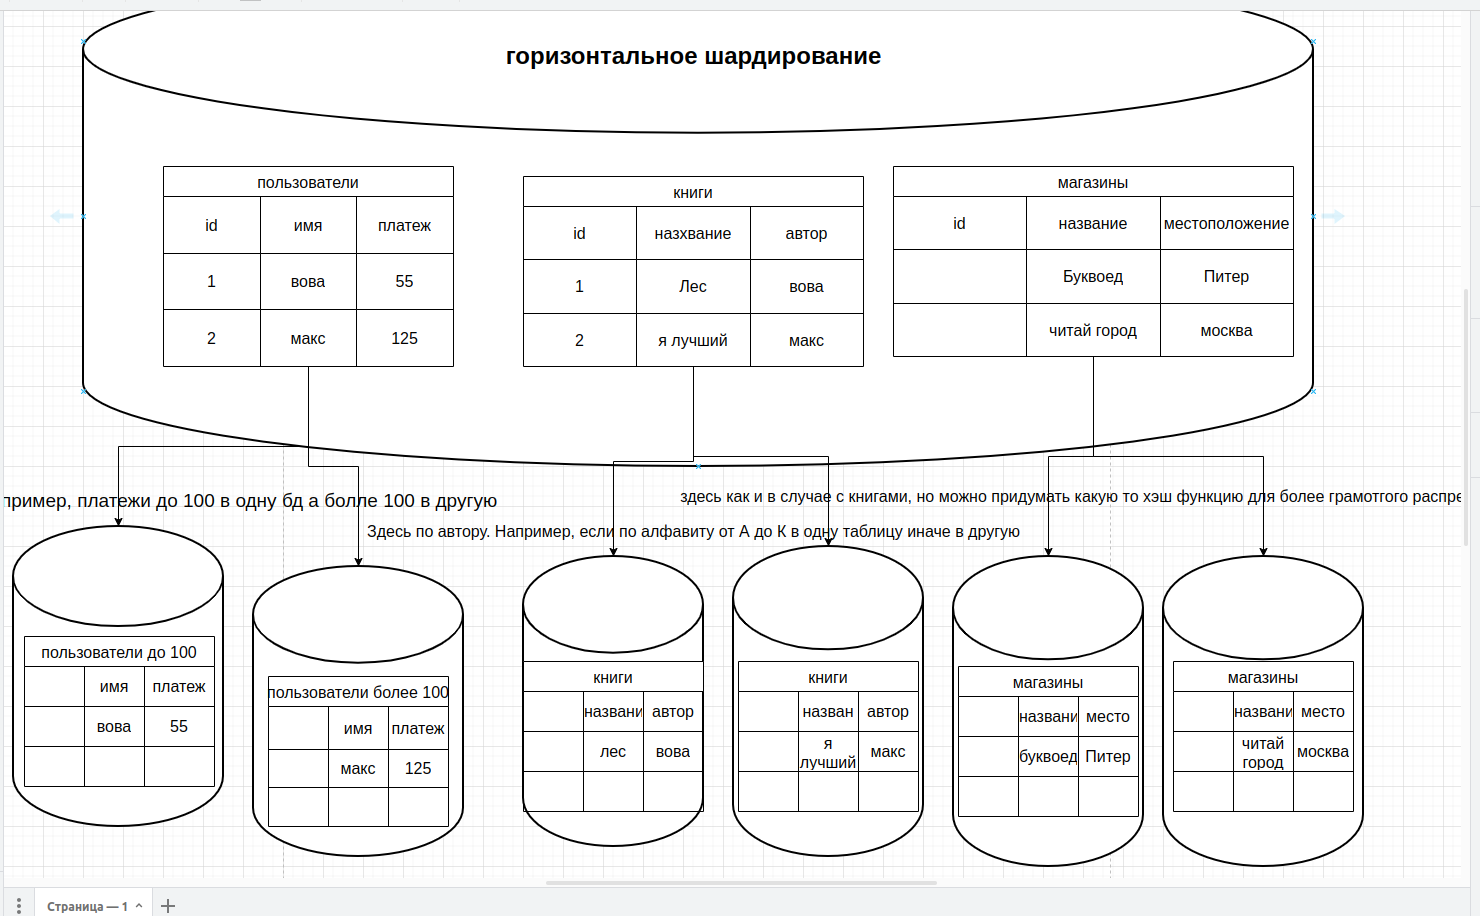 горизонтальное шардирование
пользователи
id имя платеж
1 вова 55
2 макс 125
книги
id назхвание автор
1 Лес вова
2 я лучший макс
магазины
id название местоположение
Буквоед Питер
читай город москва
пример, платежи до 100 в одну бд а болле 100 в другую
Здесь по автору. Например, если по алфавиту от А до К в одну таблицу иначе в другую
здесь как и в случае с книгами, но можно придумать какую то хэш функцию для более грамотгого распре
пользователи до 100
имя платеж
вова 55
пользователи более 100
имя платеж
макс 125
книги
названи автор
лес вова
книги
назван автор
я
лучший макс
магазины
названи место
буквоед Питер
магазины
названи место
читай
город москва
Страница — 1